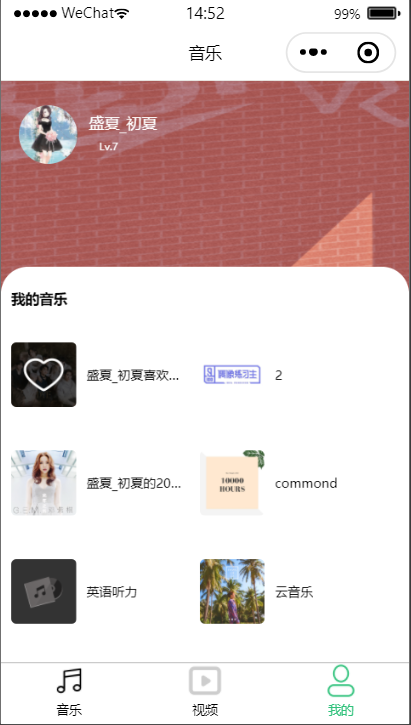 WeChat
14:52
99%
音乐
盛夏_初夏
Lv.7
我的音乐
盛夏_初夏喜欢...
2
盛夏_初夏的20...
10000
HOURS
commond
英语听力
云音乐
音乐
视频
我的